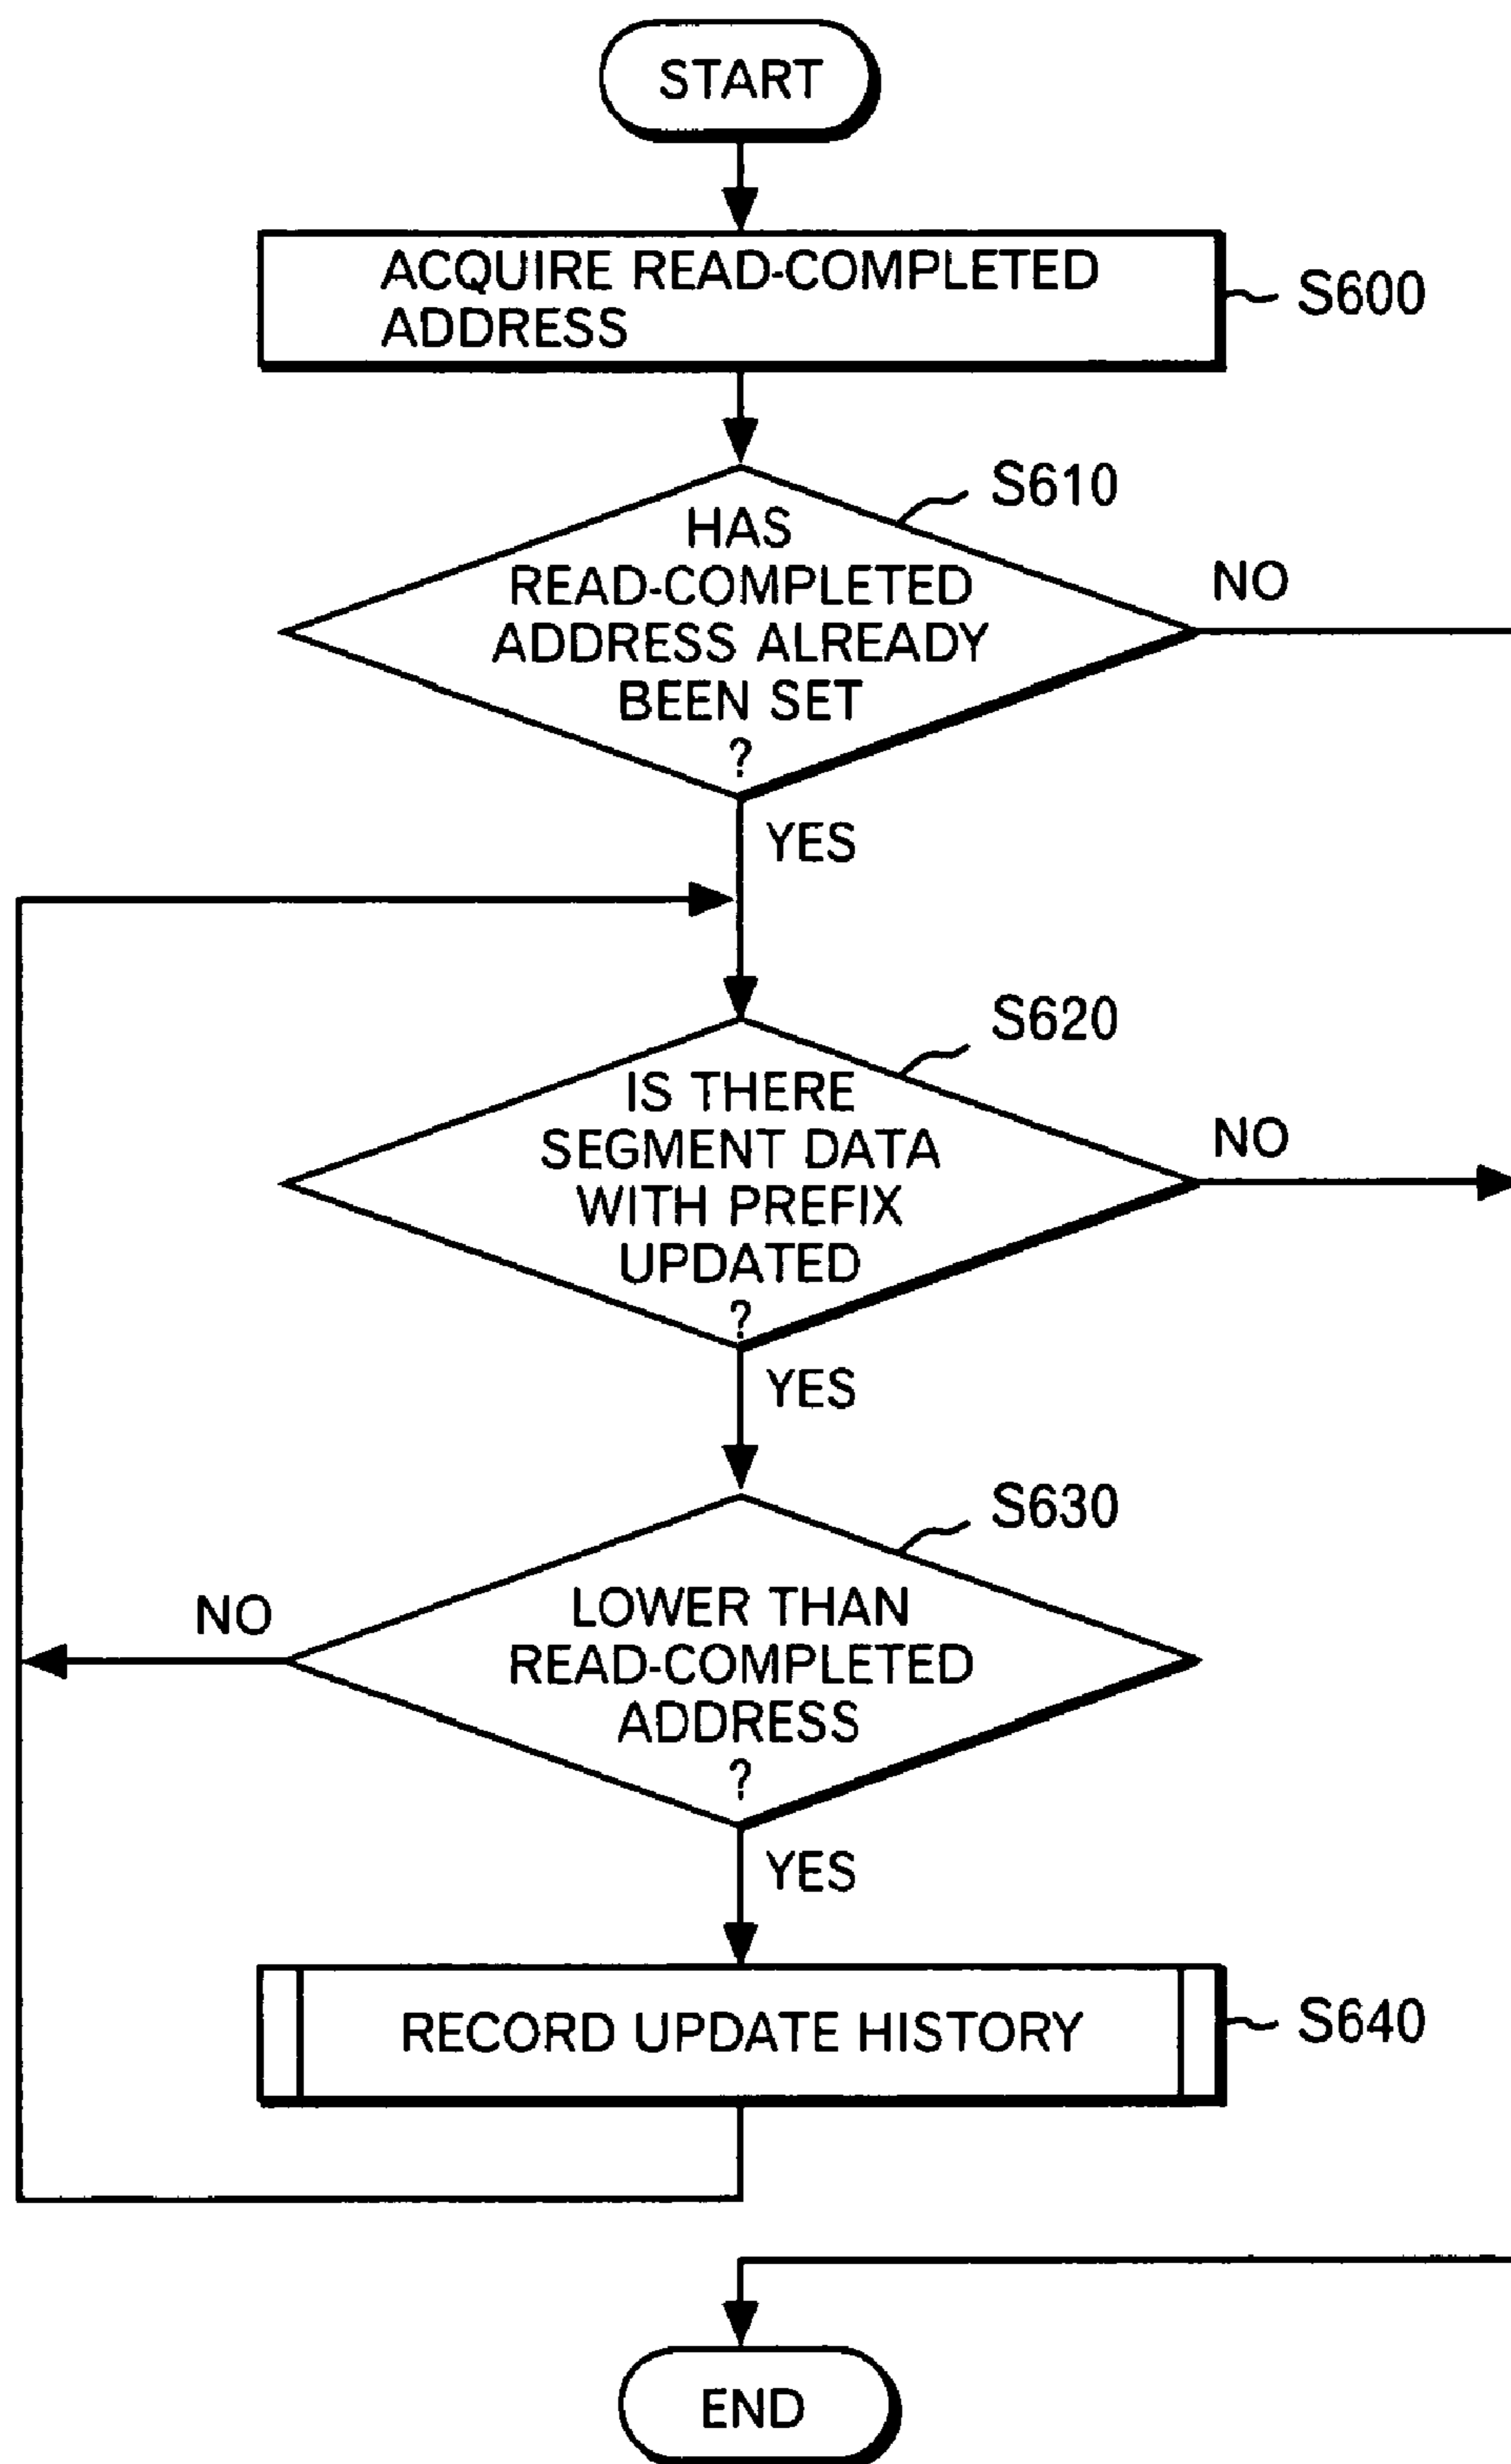 START
ACQUIRE READ-COMPLETED
ADDRESS
S600
S610
HAS
READ-COMPLETED
ADDRESS ALREADY
BEEN SET
?
NO
YES
S620
IS THERE
SEGMENT DATA
WITH PREFIX
UPDATED
?
NO
YES
S630
LOWER THAN
READ-COMPLETED
ADDRESS
?
NO
YES
RECORD UPDATE HISTORY
S640
END